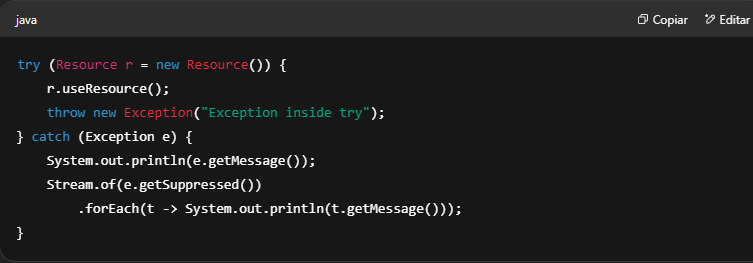 java
Copiar
Editar
try (Resource r = new Resource()) {
    r.useResource();
    throw new Exception("Exception inside try");
} catch (Exception e) {
    System.out.println(e.getMessage());
    Stream.of(e.getSuppressed())
        .forEach(t -> System.out.println(t.getMessage()));
}